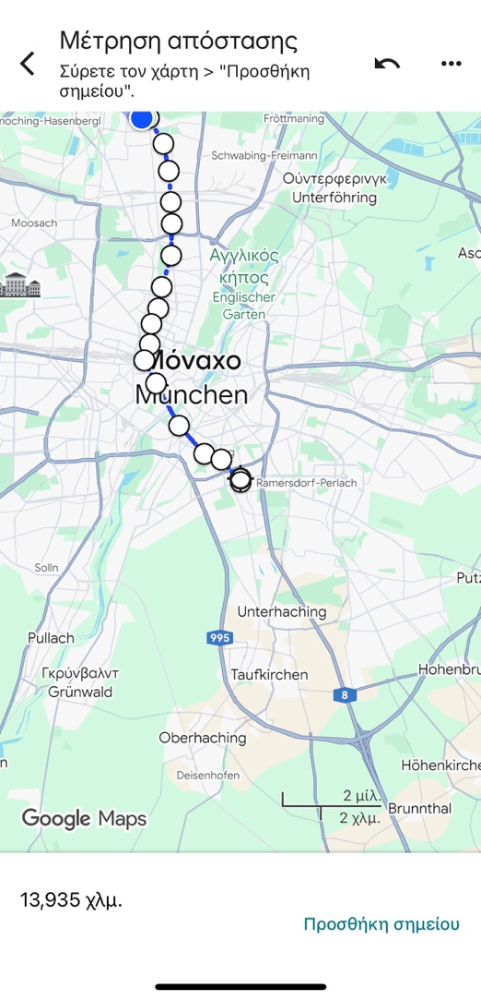 Μέτρηση απόστασης
Σύρετε τον χάρτη > "Προσθήκη
σημείου".
moching-Hasenbergl
Fröttmaning
Schwabing-Freimann
Ούντερφερινγκ
Unterföhring
Moosach
Αγγλικός
κήπος
Englischer
Garten
Asc
Μόναχο
München
g
Ramersdorf-Perlach
Solln
Putz
Unterhaching
Pullach
995
Γκρύνβαλντ
Grünwald
Taufkirchen
Hohenbru
8
Oberhaching
n
Höhenkirche
Deisenhofen
2 μίλ.
2 χλμ.
Brunnthal
Google Maps
13,935 χλμ.
Προσθήκη σημείου